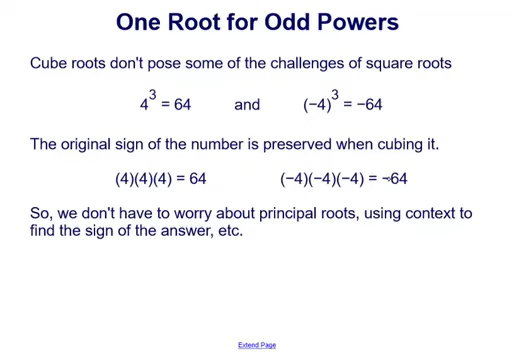 One Root for Odd Powers
Cube roots don't pose some of the challenges of square roots
4³ = 64 and (−4)³ = −64
The original sign of the number is preserved when cubing it.
(4)(4)(4) = 64 (−4)(−4)(−4) = −64
So, we don't have to worry about principal roots, using context to
find the sign of the answer, etc.
Extend Page